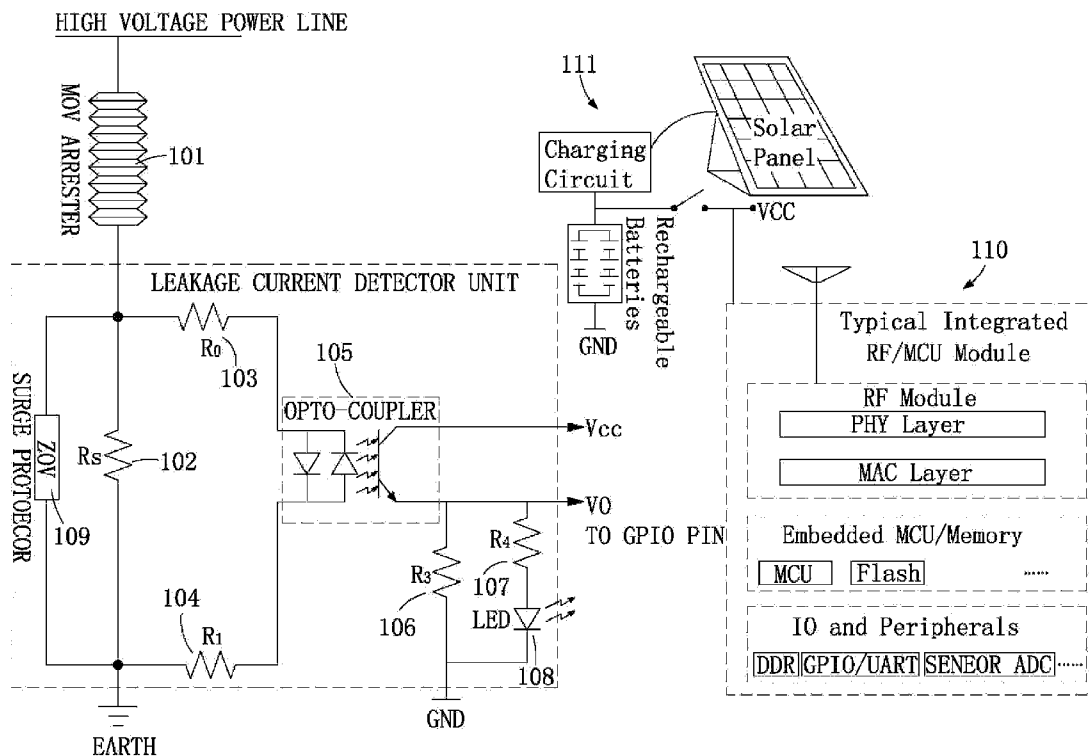 HIGH VOLTAGE POWER LINE
MOV ARRESTER
101
111
Charging
Circuit
Solar
Panel
VCC
Rechargeable
Batteries
GND
110
LEAKAGE CURRENT DETECTOR UNIT
R0
103
105
OPTO-COUPLER
SURGE PROTOECCOR
ZOV
109
RS
102
Vcc
VO
TO GPIO PIN
R3
106
R4
107
LED
108
104
R1
GND
EARTH
Typical Integrated
RF/MCU Module
RF Module
PHY Layer
MAC Layer
Embedded MCU/Memory
MCU
Flash
......
IO and Peripherals
DDR
GPIO/UART
SENEOR ADC
......